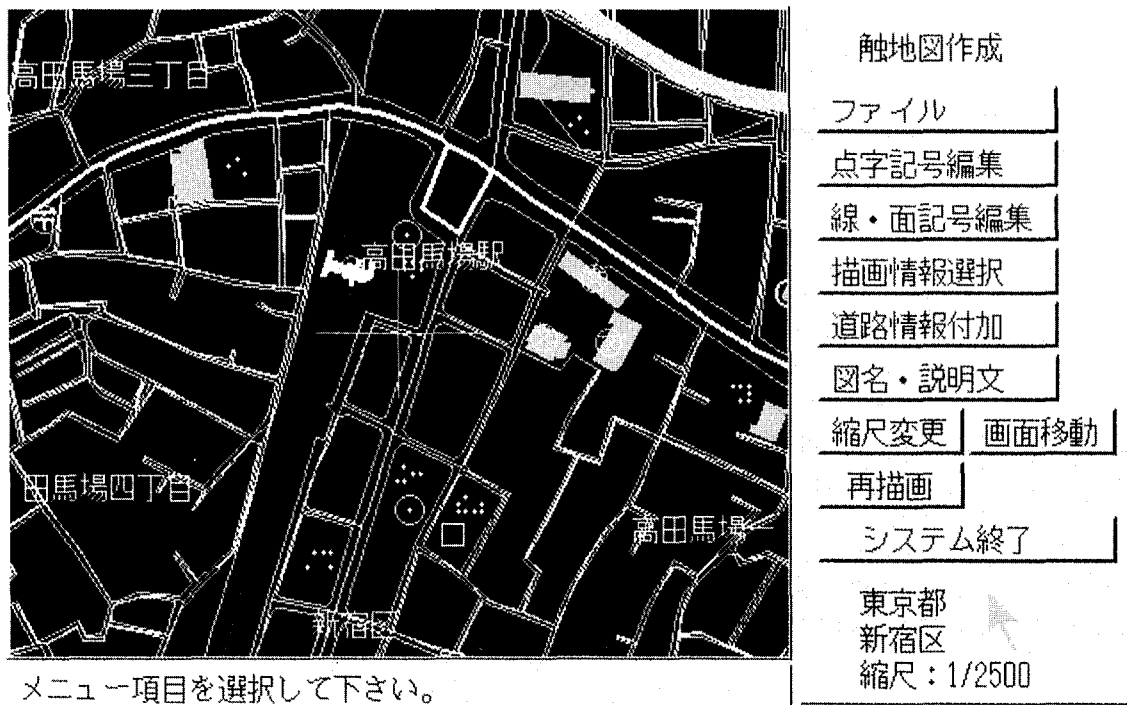 高田馬場三丁目
高田馬場駅
田馬場四丁目
高田馬場一
新宿区
メニュー項目を選択して下さい。
触地図作成
ファイル
点字記号編集
線・面記号編集
描画情報選択
道路情報付加
図名・説明文
縮尺変更 画面移動
再描画
システム終了
東京都
新宿区
縮尺：1/2500